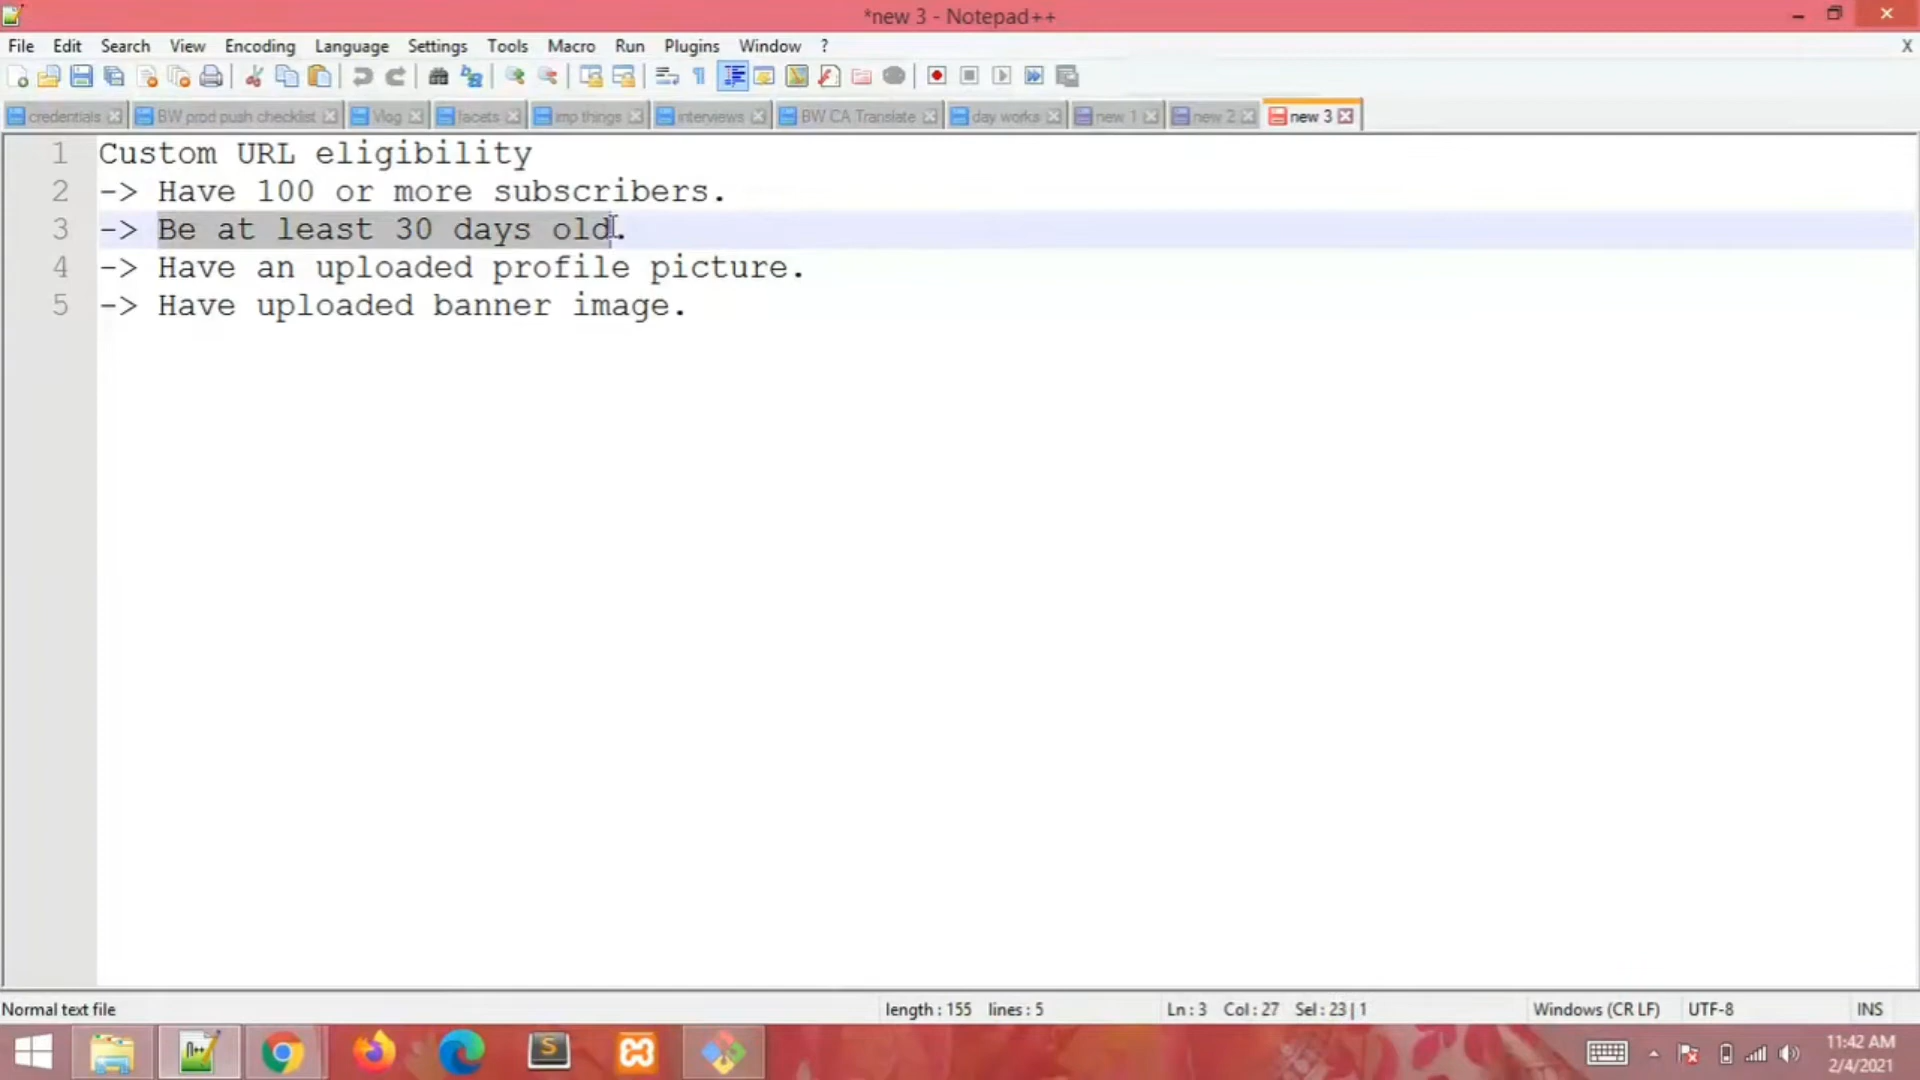 *new 3 - Notepad++
File Edit Search View Encoding Language Settings Tools Macro Run Plugins Window ? X
credentials BW prod push checklist Vlog facets imp things interviews BW CA Translate day works new 1 new 2 new 3
1 Custom URL eligibility
2 -> Have 100 or more subscribers.
3 -> Be at least 30 days old.
4 -> Have an uploaded profile picture.
5 -> Have uploaded banner image.
Normal text file length : 155 lines : 5 Ln : 3 Col : 27 Sel : 23 | 1 Windows (CR LF) UTF-8 INS
11:42 AM
2/4/2021